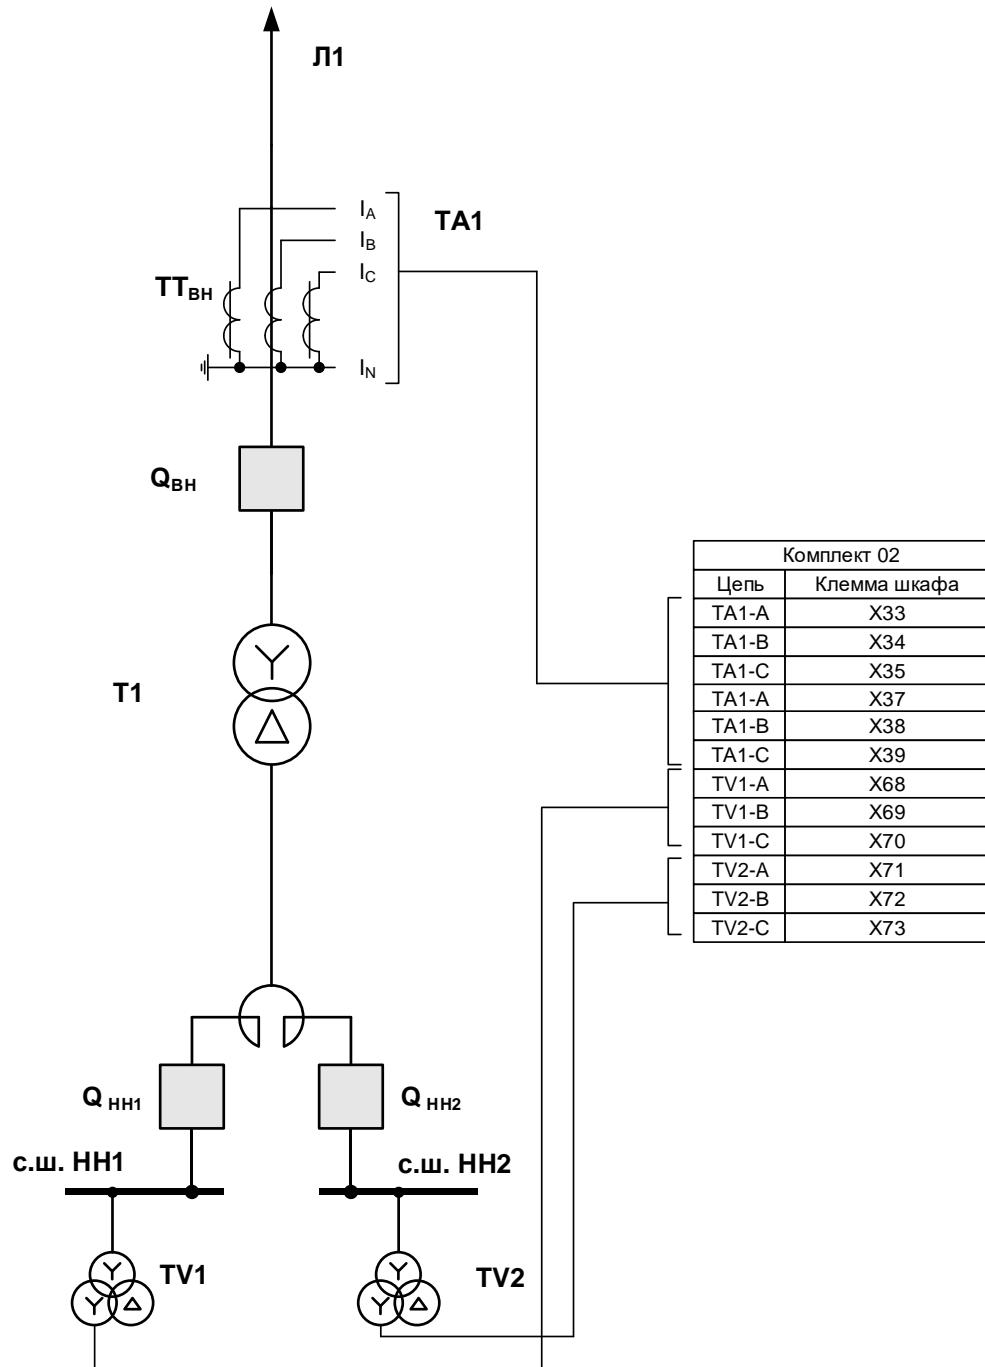 Л1
IA
TA1
IB
IC
ТТВН
IN
QВН
Комплект 02
Цепь Клемма шкафа
TA1-A X33
TA1-B X34
TA1-C X35
TA1-A X37
TA1-B X38
TA1-C X39
TV1-A X68
TV1-B X69
TV1-C X70
TV2-A X71
TV2-B X72
TV2-C X73
Т1
Q НН1
Q НН2
с.ш. НН1
с.ш. НН2
TV1
TV2